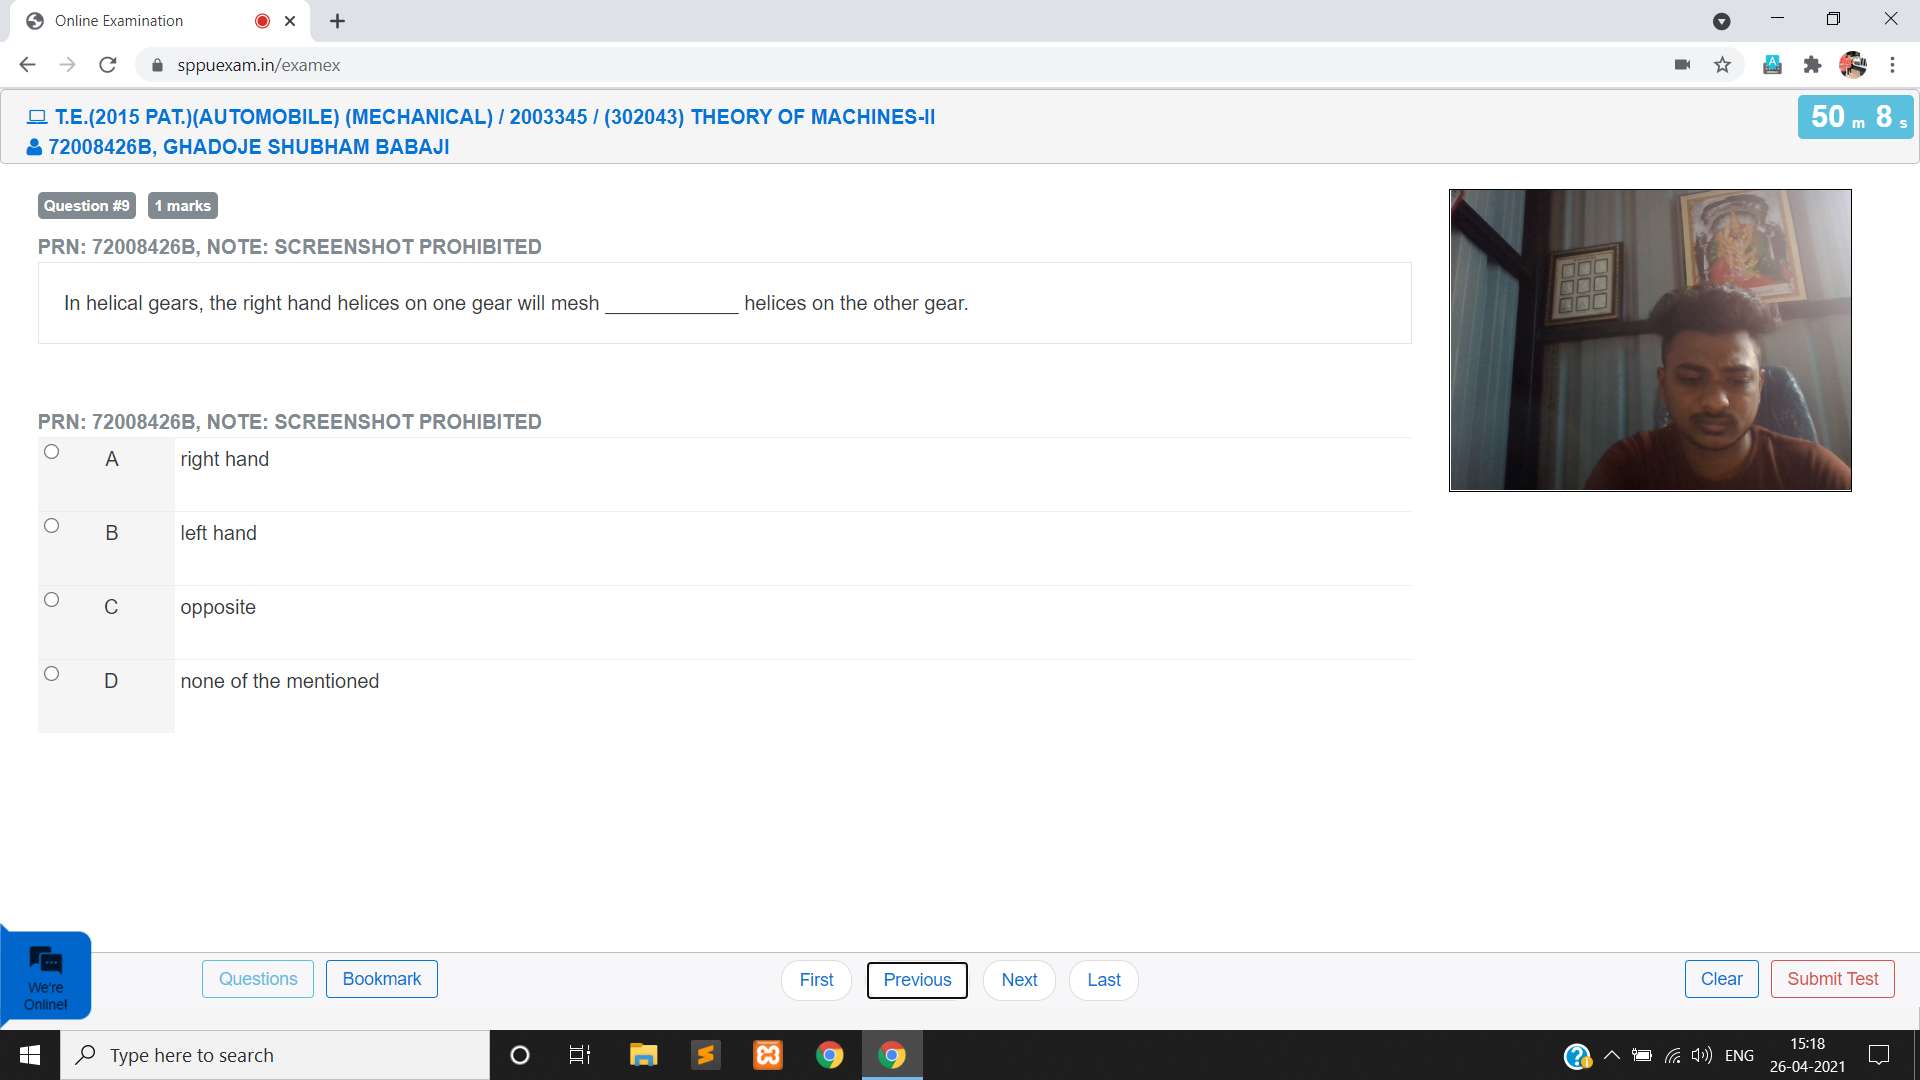 Online Examination
sppuexam.in/examex
T.E.(2015 PAT.)(AUTOMOBILE) (MECHANICAL) / 2003345 / (302043) THEORY OF MACHINES-II
50 m 8 s
72008426B, GHADOJE SHUBHAM BABAJI
Question #9 1 marks
PRN: 72008426B, NOTE: SCREENSHOT PROHIBITED
In helical gears, the right hand helices on one gear will mesh ____________ helices on the other gear.
PRN: 72008426B, NOTE: SCREENSHOT PROHIBITED
A right hand
B left hand
C opposite
D none of the mentioned
We're
Online!
Questions Bookmark First Previous Next Last Clear Submit Test
Type here to search
ENG
15:18
26-04-2021